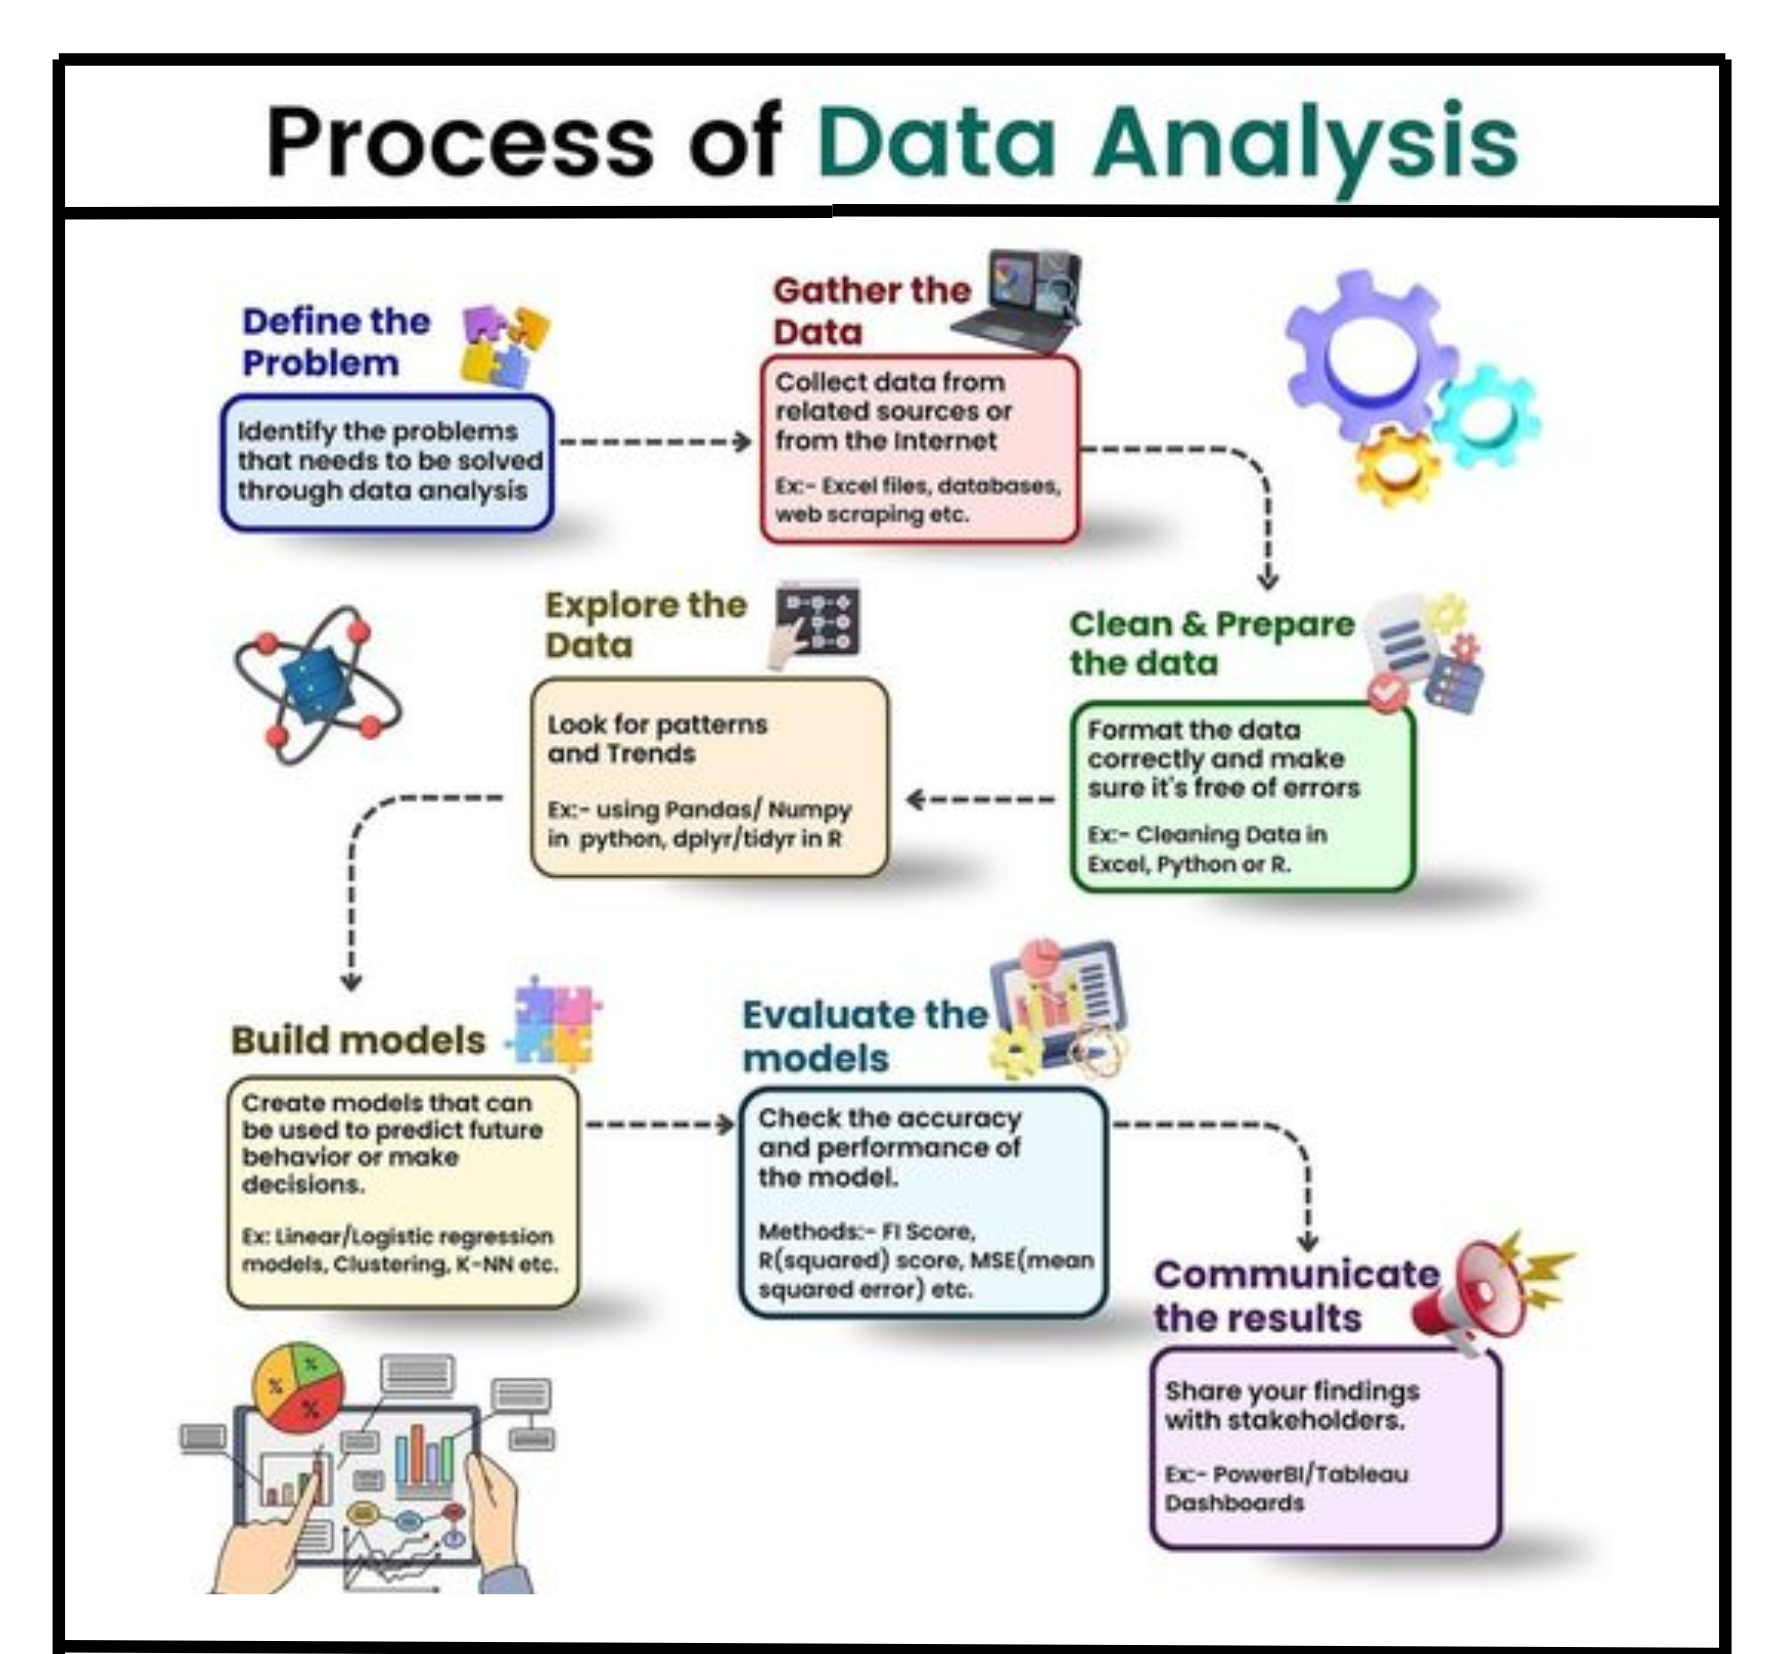 Process of Data Analysis
Define the
Problem
Identify the problems
that needs to be solved
through data analysis
Gather the
Data
Collect data from
related sources or
from the Internet
Ex:- Excel files, databases,
web scraping etc.
Clean & Prepare
the data
Format the data
correctly and make
sure it's free of errors
Ex:- Cleaning Data in
Excel, Python or R.
Explore the
Data
Look for patterns
and Trends
Ex:- using Pandas/ Numpy
in python, dplyr/tidyr in R
Build models
Create models that can
be used to predict future
behavior or make
decisions.
Ex: Linear/Logistic regression
models, Clustering, K-NN etc.
Evaluate the
models
Check the accuracy
and performance of
the model.
Methods:- F1 Score,
R(squared) score, MSE(mean
squared error) etc.
Communicate
the results
Share your findings
with stakeholders.
Ex:- PowerBI/Tableau
Dashboards
%
%
%